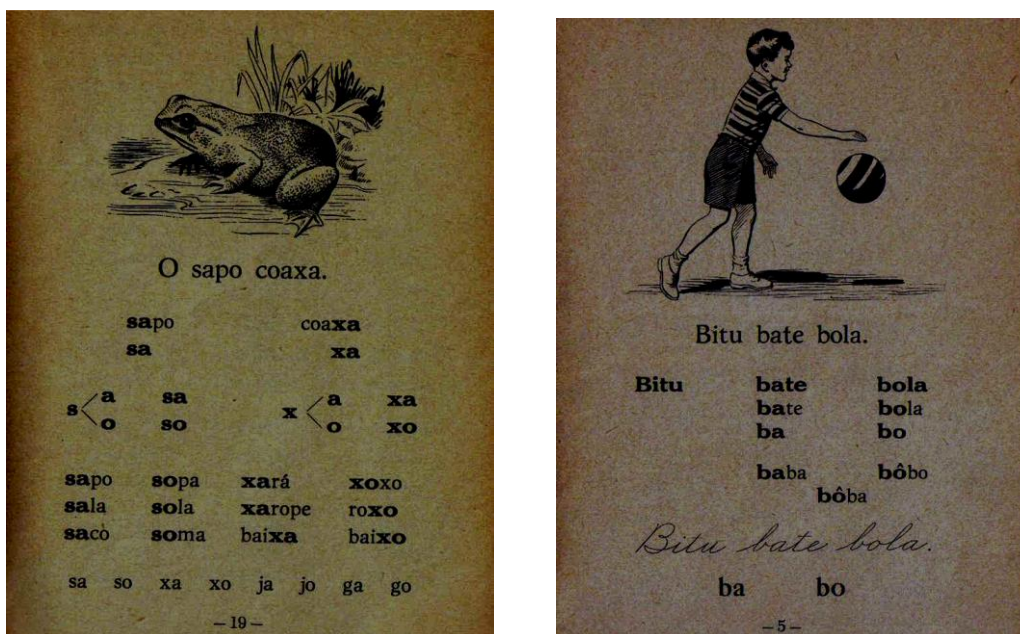 O sapo coaxa.
sapo coaxa
sa xa
s a sa x a xa
o so o xo
sapo sopa xará xoxo
sala sola xarope roxo
saco soma baixa baixo
sa so xa xo ja jo ga go
—19—
Bitu bate bola.
Bitu bate bola
bate bola
ba bo
baba bôbo
bôba
Bitu bate bola.
ba bo
—5—